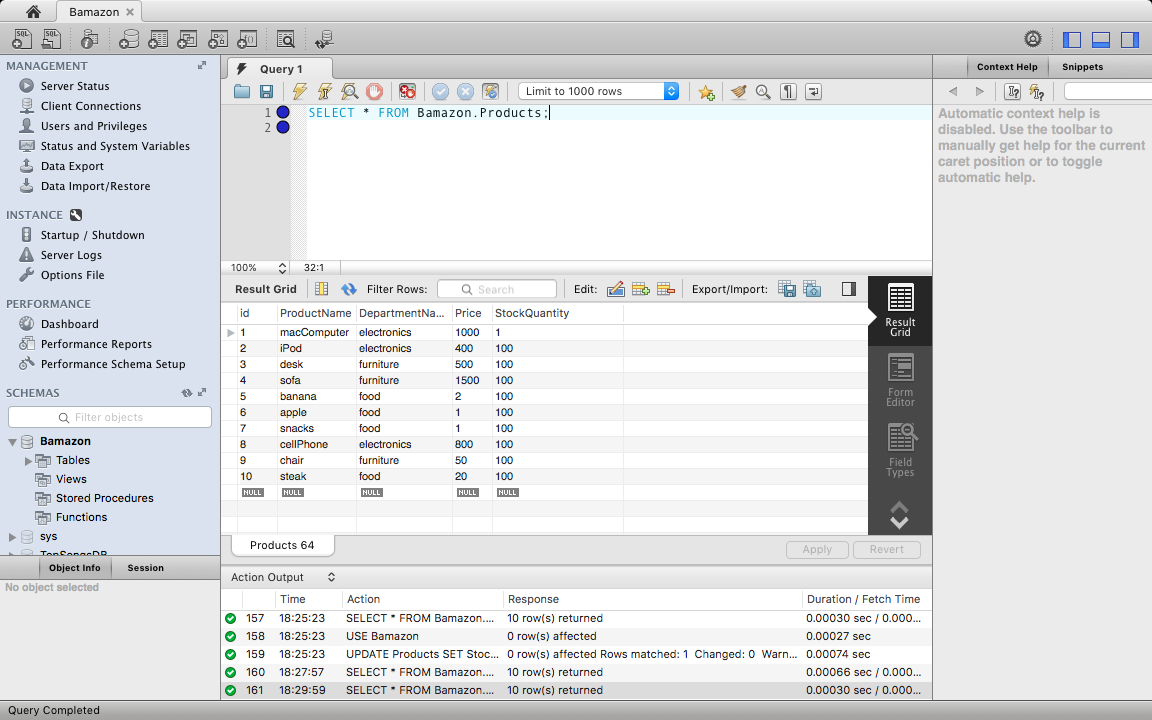 Bamazon
MANAGEMENT
Server Status
Client Connections
Users and Privileges
Status and System Variables
Data Export
Data Import/Restore
INSTANCE
Startup / Shutdown
Server Logs
Options File
PERFORMANCE
Dashboard
Performance Reports
Performance Schema Setup
SCHEMAS
Filter objects
Bamazon
Tables
Views
Stored Procedures
Functions
sys
TopSongsDB
Object Info Session
No object selected
Query 1
Limit to 1000 rows
1 SELECT * FROM Bamazon.Products;
2
100% 32:1
Result Grid Filter Rows: Search Edit: Export/Import:
id ProductName DepartmentNa... Price StockQuantity
1 macComputer electronics 1000 1
2 iPod electronics 400 100
3 desk furniture 500 100
4 sofa furniture 1500 100
5 banana food 2 100
6 apple food 1 100
7 snacks food 1 100
8 cellPhone electronics 800 100
9 chair furniture 50 100
10 steak food 20 100
NULL NULL NULL NULL NULL
Result
Grid
Form
Editor
Field
Types
Products 64
Apply Revert
Action Output
Time Action Response Duration / Fetch Time
157 18:25:23 SELECT * FROM Bamazon.... 10 row(s) returned 0.00030 sec / 0.000...
158 18:25:23 USE Bamazon 0 row(s) affected 0.00027 sec
159 18:25:23 UPDATE Products SET Stoc... 0 row(s) affected Rows matched: 1 Changed: 0 Warn... 0.00074 sec
160 18:27:57 SELECT * FROM Bamazon.... 10 row(s) returned 0.00066 sec / 0.000...
161 18:29:59 SELECT * FROM Bamazon.... 10 row(s) returned 0.00030 sec / 0.000...
Context Help Snippets
Automatic context help is
disabled. Use the toolbar to
manually get help for the current
caret position or to toggle
automatic help.
Query Completed